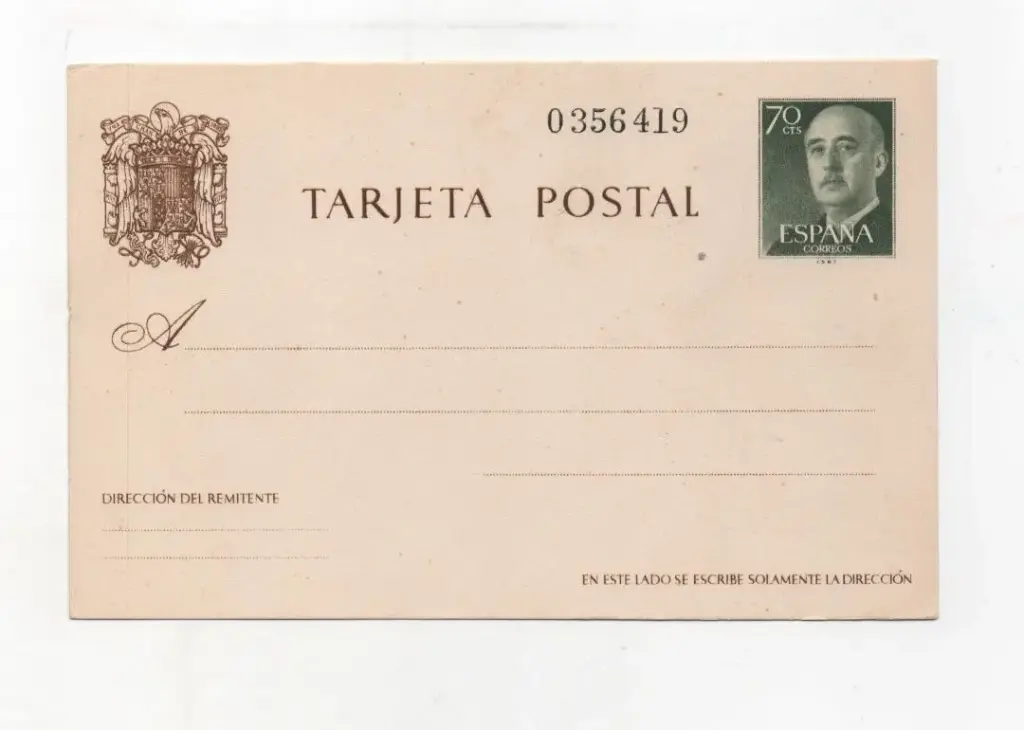 0356419
70
CTS
TARJETA POSTAL
ESPAÑA
CORREOS
A
DIRECCIÓN DEL REMITENTE
EN ESTE LADO SE ESCRIBE SOLAMENTE LA DIRECCIÓN